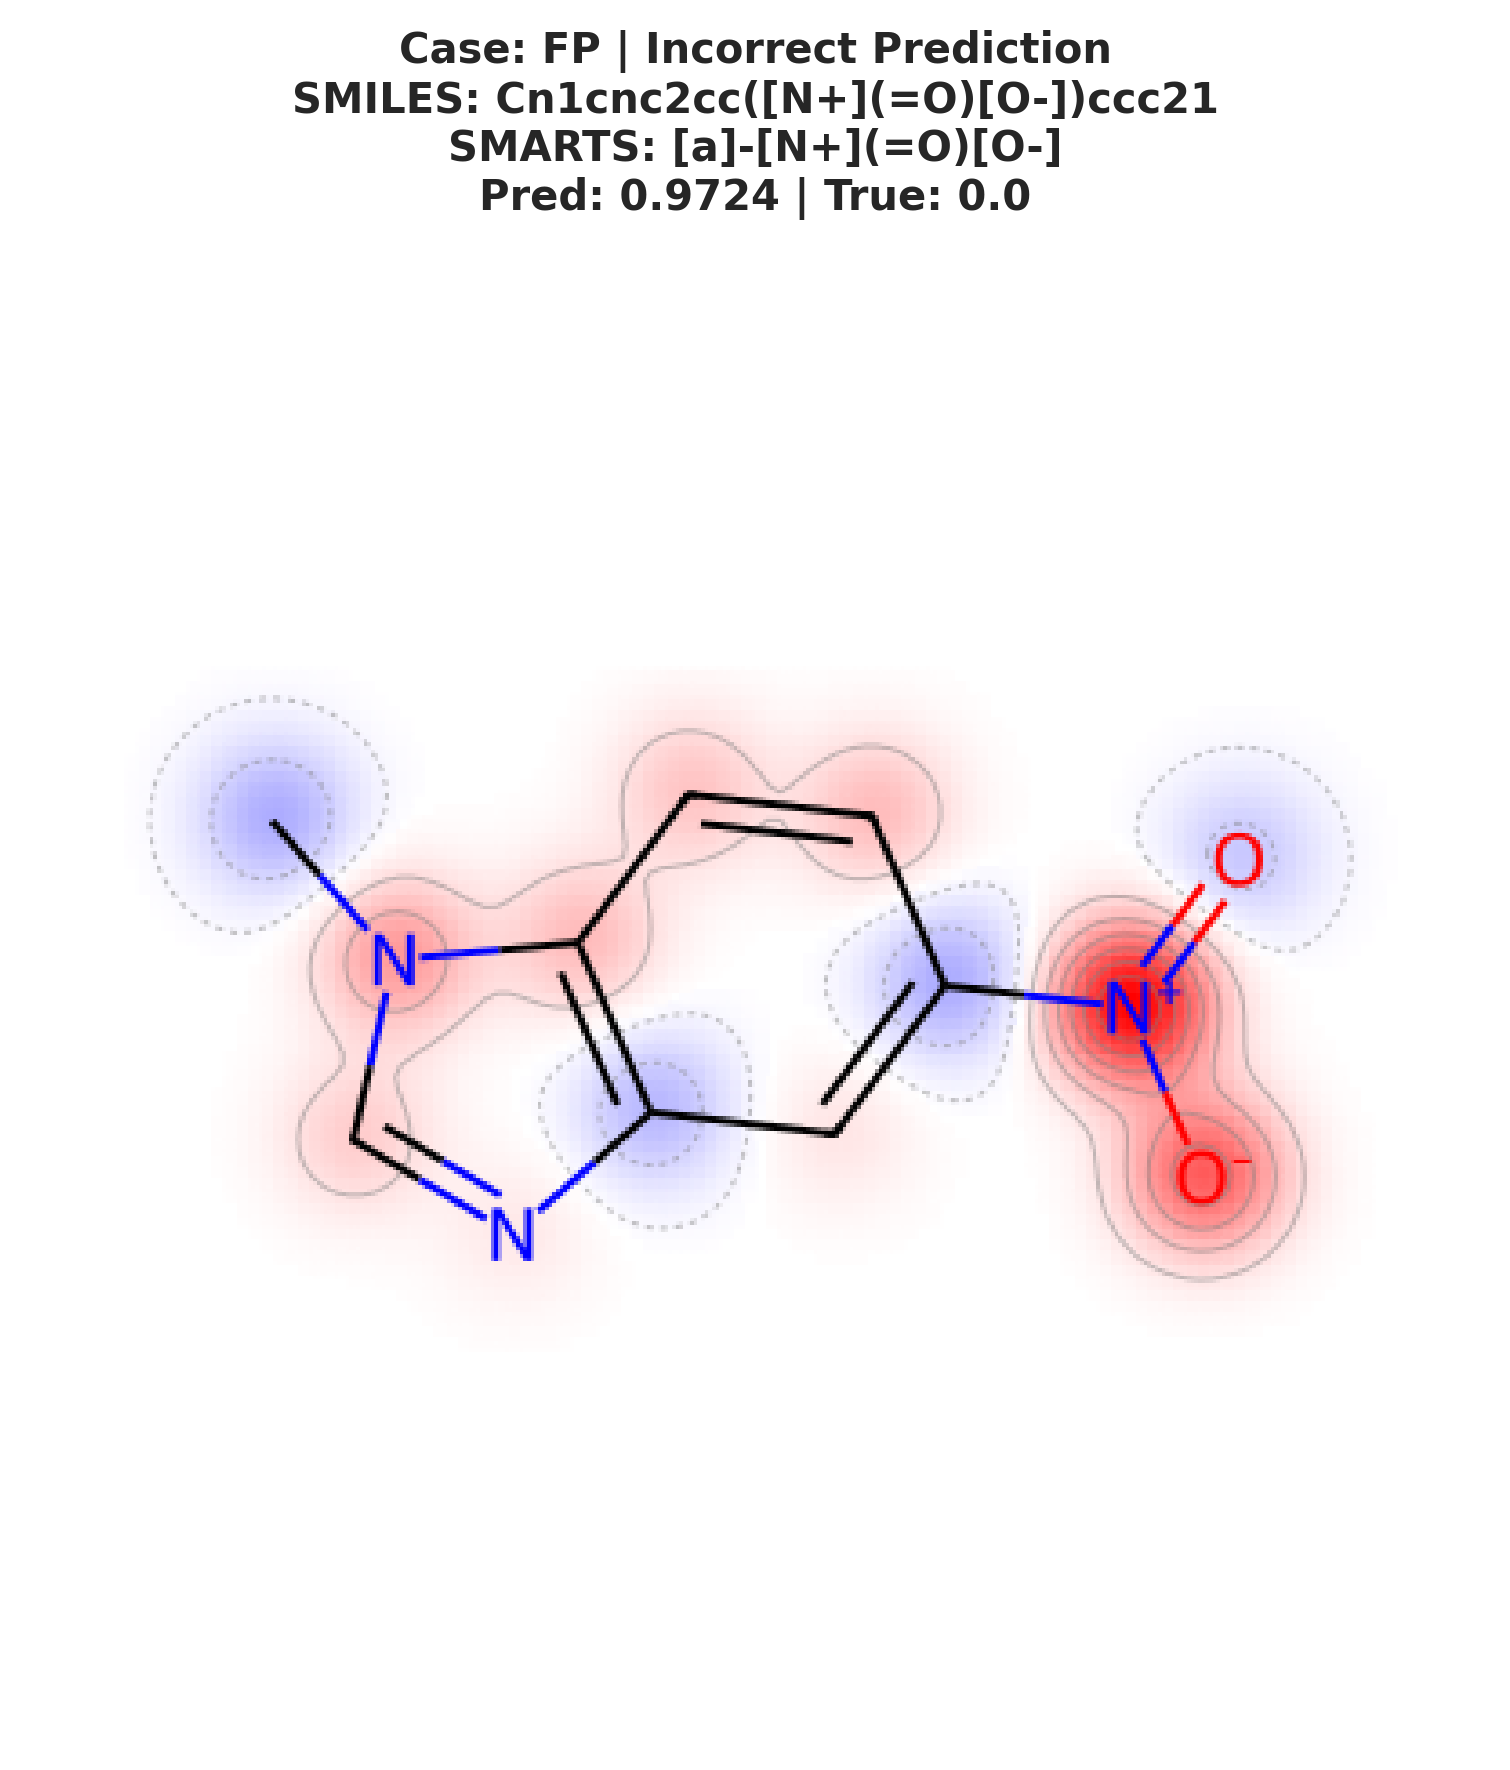 Case: FP | Incorrect Prediction
SMILES: Cn1cnc2cc([N+](=O)[O-])ccc21
SMARTS: [a]-[N+](=O)[O-]
Pred: 0.9724 | True: 0.0
O
N
N+
O−
N